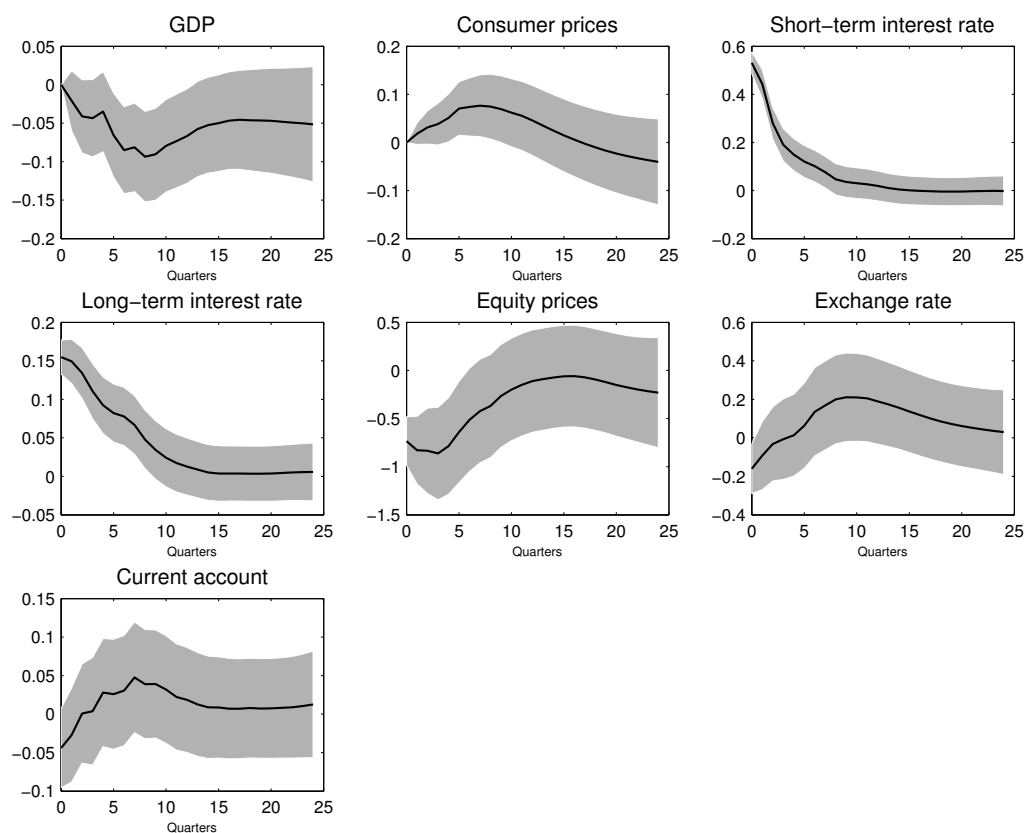 GDP
Consumer prices
Short−term interest rate
0.05
0
−0.05
−0.1
−0.15
−0.2
0 5 10 15 20 25
Quarters
0.2
0.1
0
−0.1
−0.2
0 5 10 15 20 25
Quarters
0.6
0.4
0.2
0
−0.2
0 5 10 15 20 25
Quarters
Long−term interest rate
Equity prices
Exchange rate
0.2
0.15
0.1
0.05
0
−0.05
0 5 10 15 20 25
Quarters
0.5
0
−0.5
−1
−1.5
0 5 10 15 20 25
Quarters
0.6
0.4
0.2
0
−0.2
−0.4
0 5 10 15 20 25
Quarters
Current account
0.15
0.1
0.05
0
−0.05
−0.1
0 5 10 15 20 25
Quarters